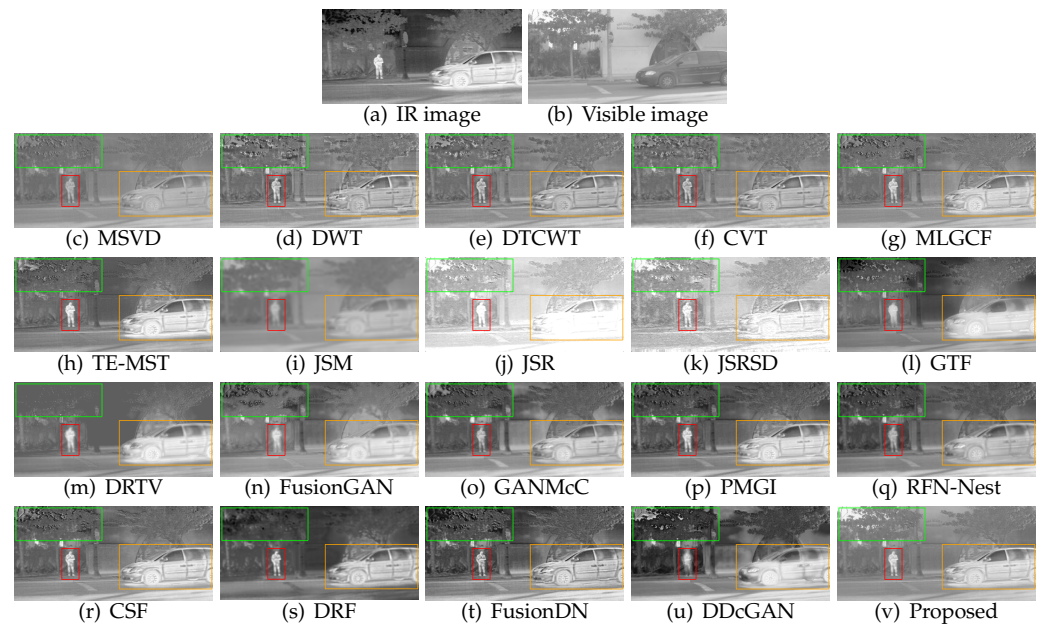 (a) IR image (b) Visible image
(c) MSVD (d) DWT (e) DTCWT (f) CVT (g) MLGCF
(h) TE-MST (i) JSM (j) JSR (k) JSRSD (l) GTF
(m) DRTV (n) FusionGAN (o) GANMcC (p) PMGI (q) RFN-Nest
(r) CSF (s) DRF (t) FusionDN (u) DDcGAN (v) Proposed